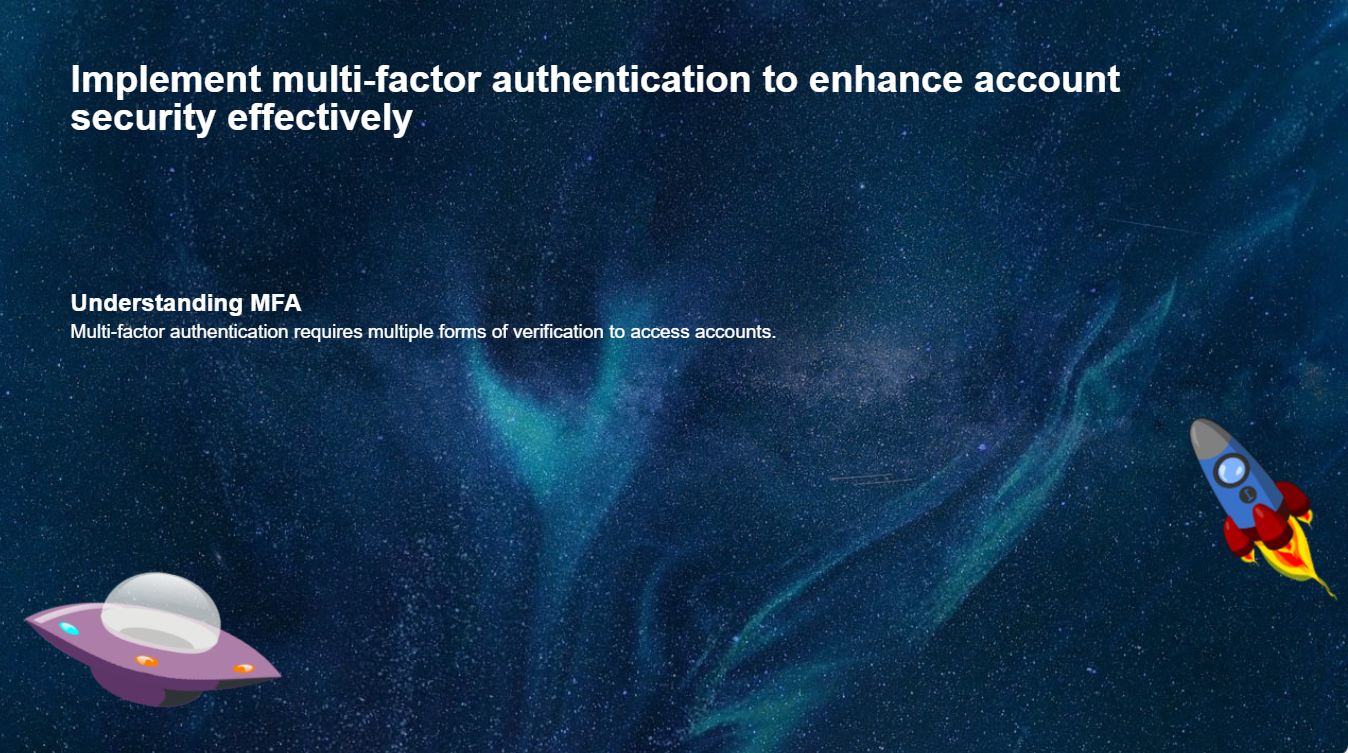 Implement multi-factor authentication to enhance account
security effectively
Understanding MFA
Multi-factor authentication requires multiple forms of verification to access accounts.